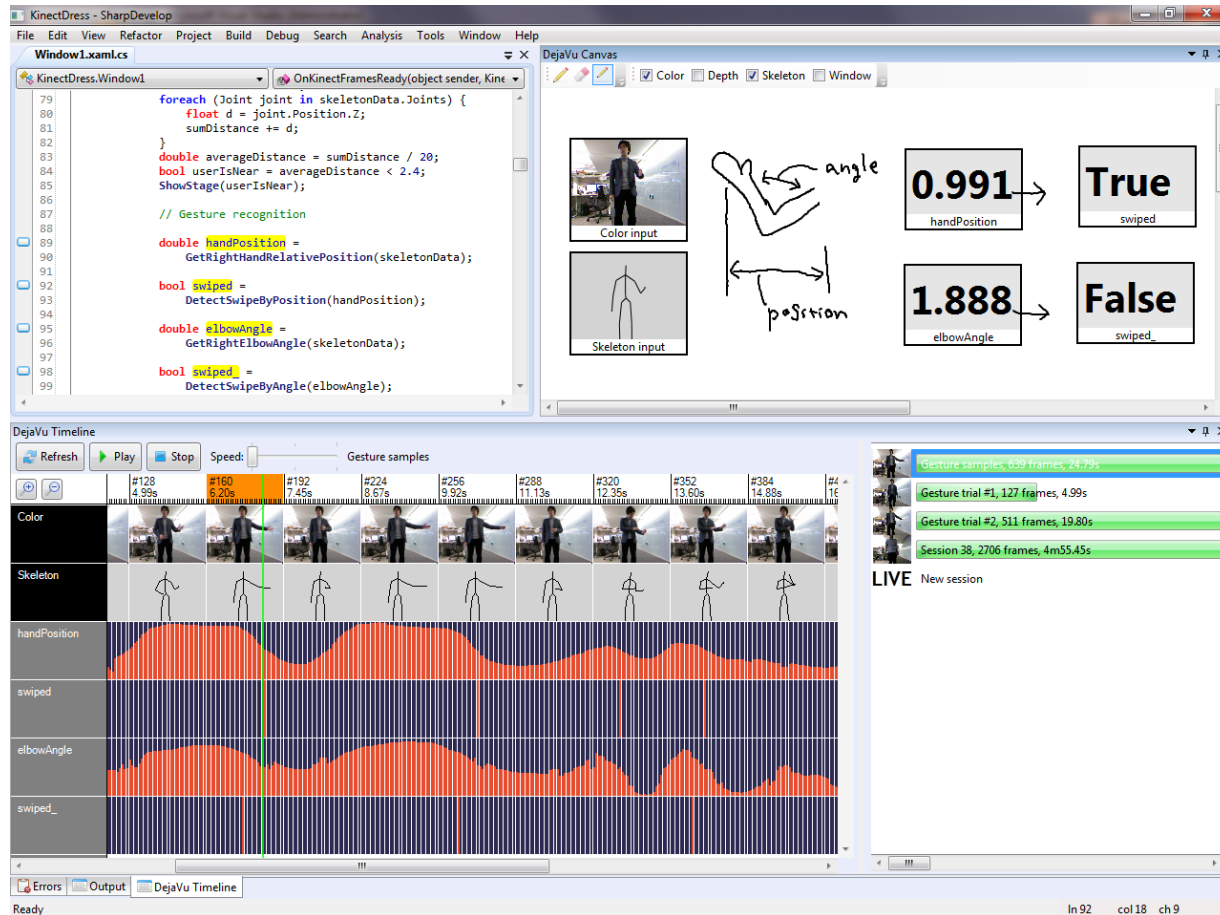 KinectDress - SharpDevelop
File Edit View Refactor Project Build Debug Search Analysis Tools Window Help
Window1.xaml.cs
KinectDress.Window1 OnKinectFramesReady(object sender, Kine
79 foreach (Joint joint in skeletonData.Joints) {
80 float d = joint.Position.Z;
81 sumDistance += d;
82 }
83 double averageDistance = sumDistance / 20;
84 bool userIsNear = averageDistance < 2.4;
85 ShowStage(userIsNear);
86
87 // Gesture recognition
88
89 double handPosition =
90 GetRightHandRelativePosition(skeletonData);
91
92 bool swiped =
93 DetectSwipeByPosition(handPosition);
94
95 double elbowAngle =
96 GetRightElbowAngle(skeletonData);
97
98 bool swiped_ =
99 DetectSwipeByAngle(elbowAngle);
DejaVu Canvas
Color Depth Skeleton Window
Color input
Skeleton input
angle
position
0.991
handPosition
True
swiped
1.888
elbowAngle
False
swiped_
DejaVu Timeline
Refresh Play Stop Speed: Gesture samples
#128 #160 #192 #224 #256 #288 #320 #352 #384 #4
4.99s 6.20s 7.45s 8.67s 9.92s 11.13s 12.35s 13.60s 14.88s 16
Color
Skeleton
handPosition
swiped
elbowAngle
swiped_
Gesture samples, 639 frames, 24.79s
Gesture trial #1, 127 frames, 4.99s
Gesture trial #2, 511 frames, 19.80s
Session 38, 2706 frames, 4m55.45s
LIVE New session
Errors Output DejaVu Timeline
Ready ln 92 col 18 ch 9